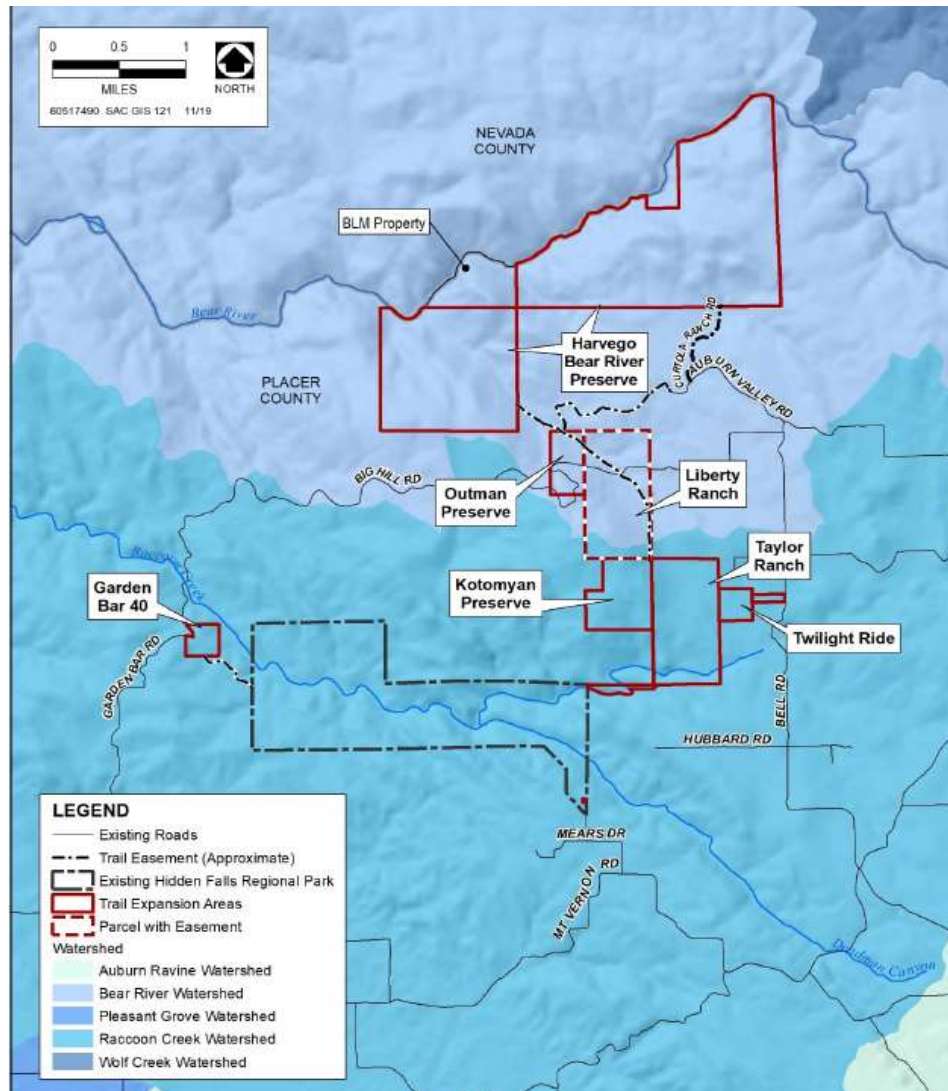 0 0.5 1
MILES
NORTH
60517490 SAC GIS 121 11/19
NEVADA
COUNTY
BLM Property
Bear River
Harvego
Bear River
Preserve
CURTOLA RANCH RD
AUBURN VALLEY RD
PLACER
COUNTY
BIG HILL RD
Outman
Preserve
Liberty
Ranch
Taylor
Ranch
Raccoon Creek
Garden
Bar 40
Kotomyan
Preserve
Twilight Ride
GARDEN BAR RD
BELL RD
HUBBARD RD
MEARS DR
MT VERNON RD
Deadman Canyon
LEGEND
Existing Roads
Trail Easement (Approximate)
Existing Hidden Falls Regional Park
Trail Expansion Areas
Parcel with Easement
Watershed
Auburn Ravine Watershed
Bear River Watershed
Pleasant Grove Watershed
Raccoon Creek Watershed
Wolf Creek Watershed